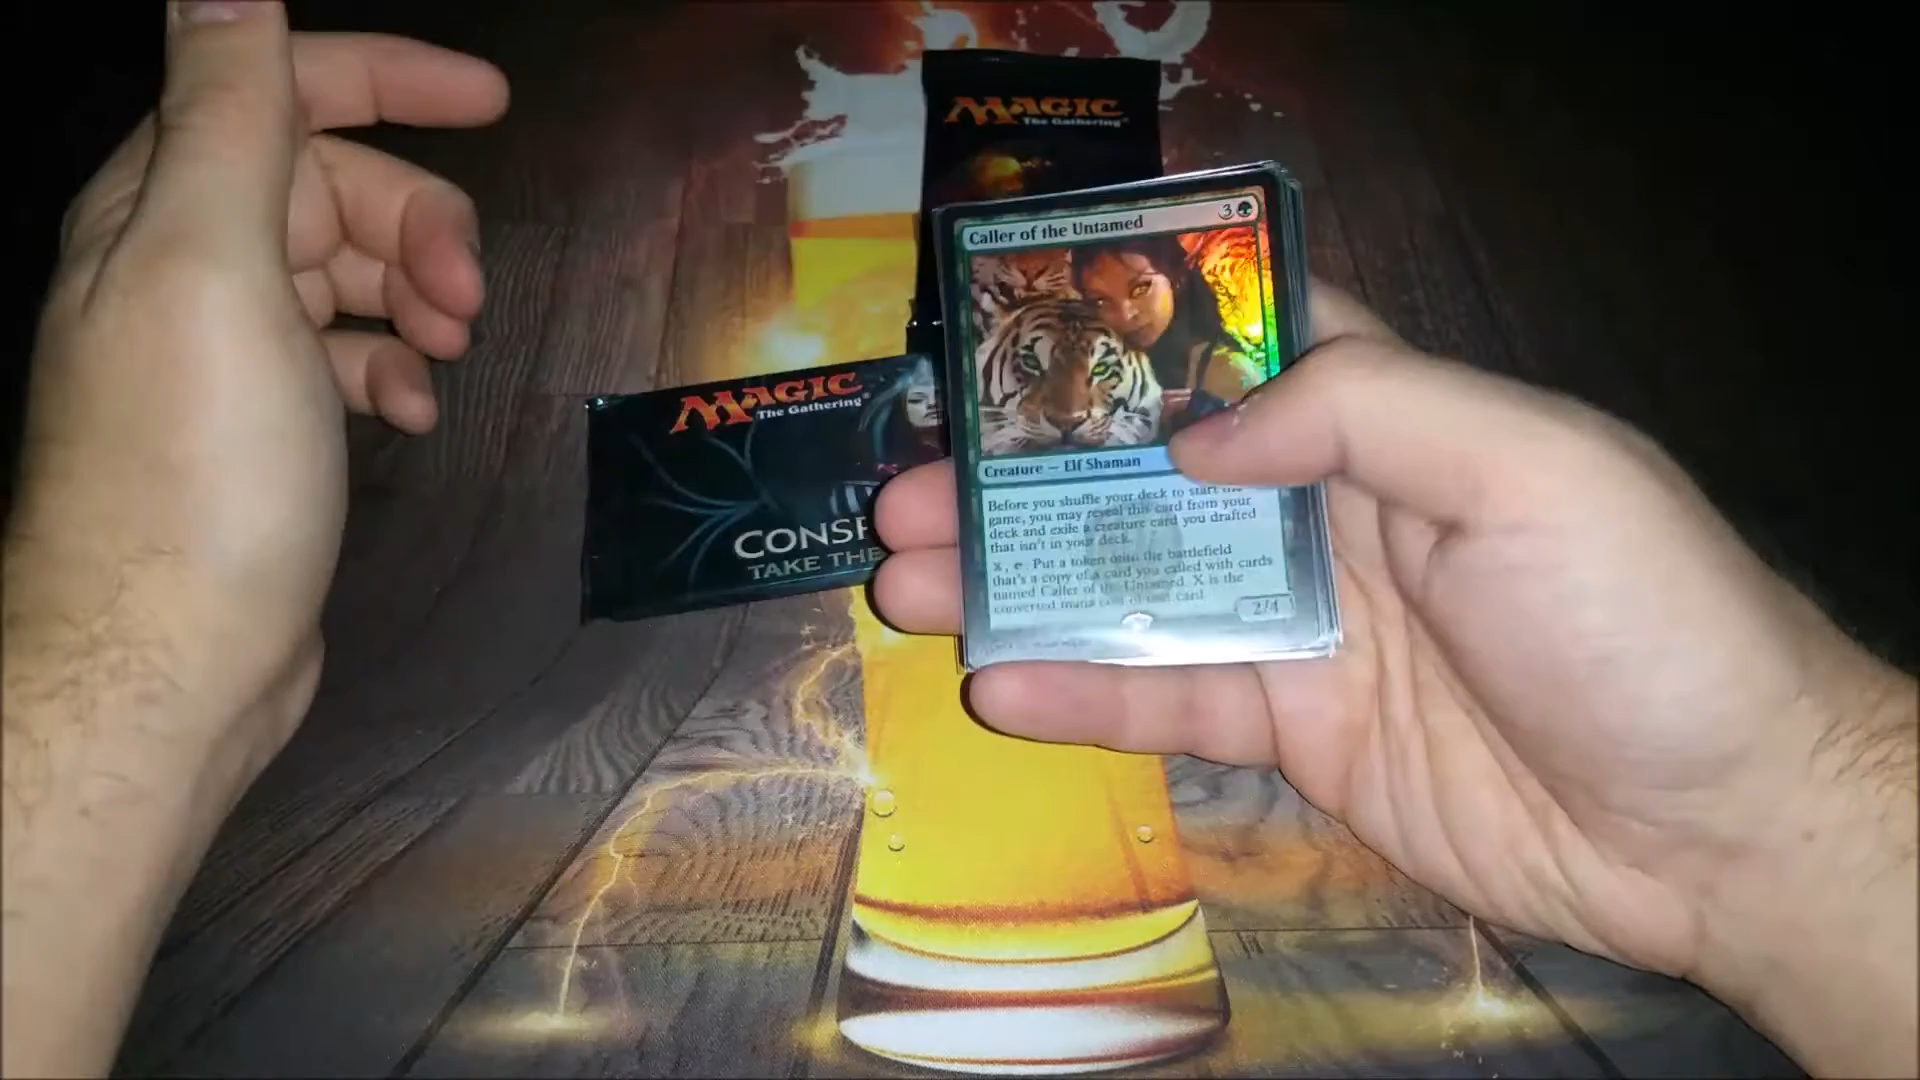 MAGIC
The Gathering®
Caller of the Untamed
3
MAGIC
The Gathering®
CONSP
TAKE THE
Creature — Elf Shaman
Before you shuffle your deck to start the
game, you may reveal this card from your
deck and exile a creature card you drafted
that isn't in your deck.
X, T: Put a token onto the battlefield
that's a copy of a card you called with cards
named Caller of the Untamed. X is the
converted mana cost of that card.
2/4